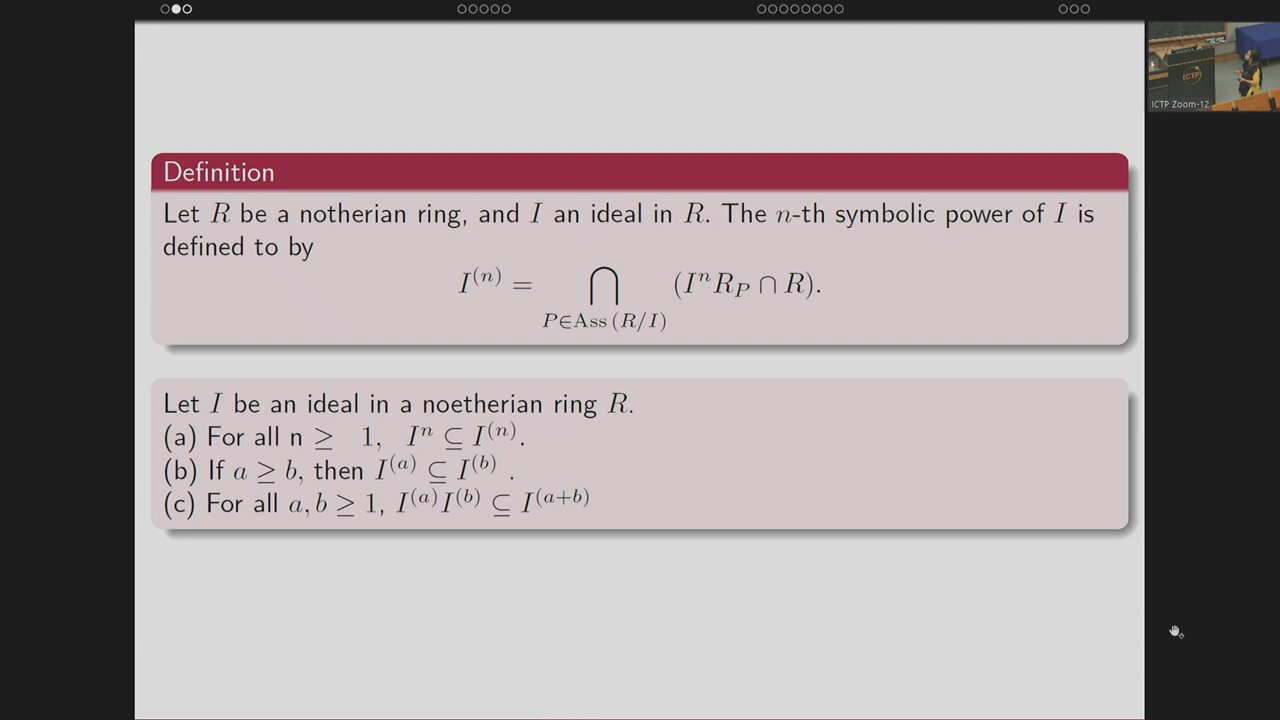 Definition
Let R be a notherian ring, and I an ideal in R. The n-th symbolic power of I is
defined to by
I^{(n)} = ⋂_{P∈Ass (R/I)} (I^n R_P ∩ R).
Let I be an ideal in a noetherian ring R.
(a) For all n ≥ 1, I^n ⊆ I^{(n)}.
(b) If a ≥ b, then I^{(a)} ⊆ I^{(b)} .
(c) For all a, b ≥ 1, I^{(a)}I^{(b)} ⊆ I^{(a+b)}
ICTP
ICTP Zoom-12